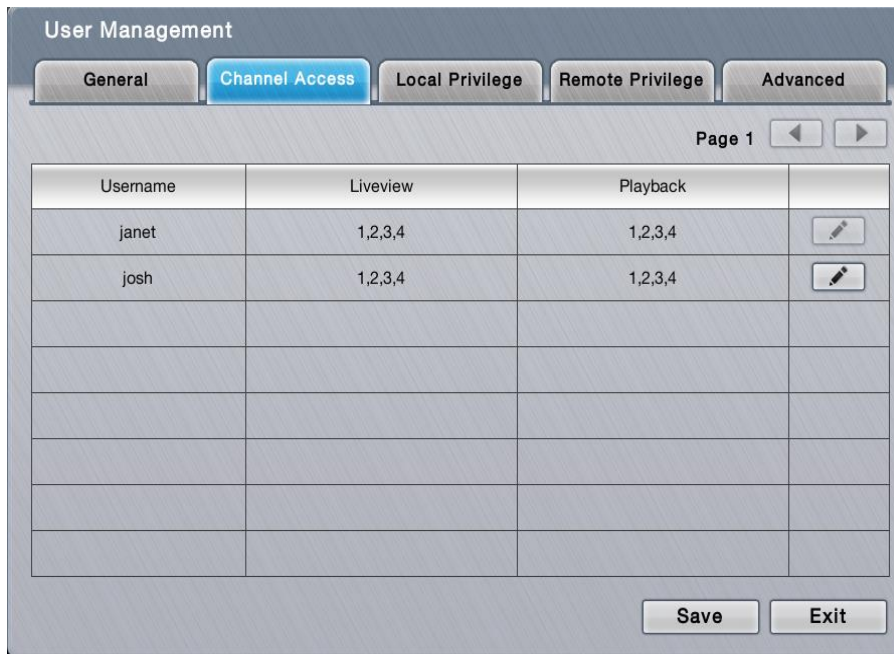 User Management
General Channel Access Local Privilege Remote Privilege Advanced
Page 1
Username Liveview Playback
janet 1,2,3,4 1,2,3,4
josh 1,2,3,4 1,2,3,4
Save Exit